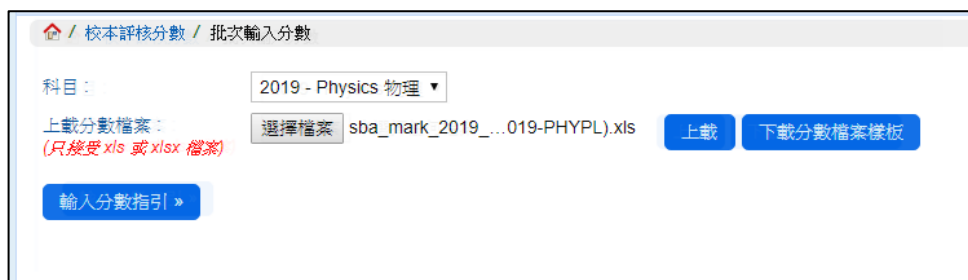 / 校本評核分數 / 批次輸入分數
科目：
2019 - Physics 物理
上載分數檔案：
選擇檔案 sba_mark_2019_...019-PHYPL).xls
上載
下載分數檔案樣板
(只接受 xls 或 xlsx 檔案)
輸入分數指引 »